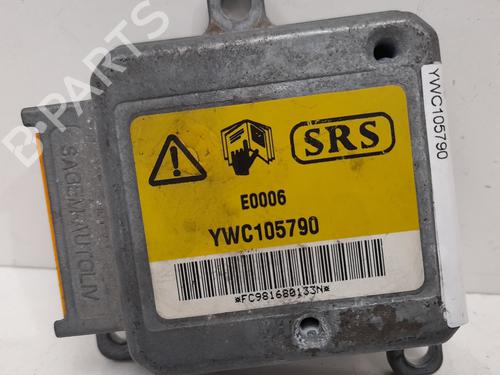 B-PARTS
SAGEM-AUTOLIV
SRS
E0006
YWC105790
*FC981680133N*
YWC105790